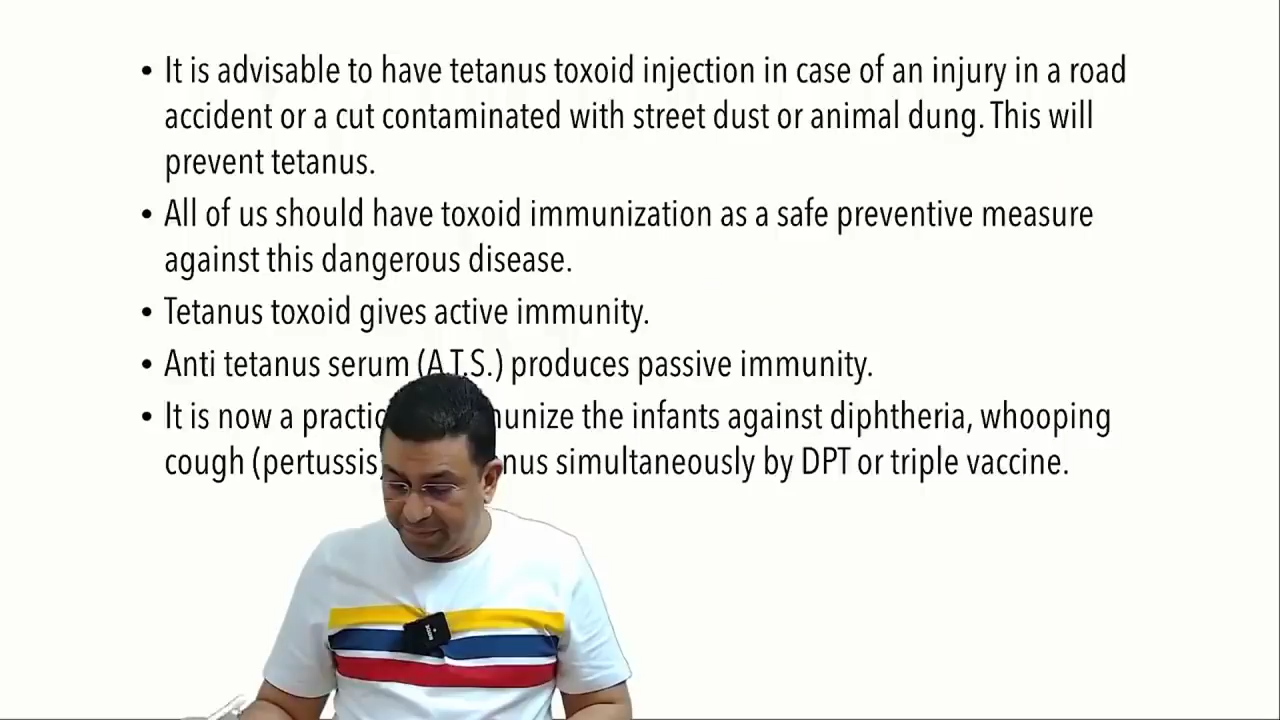 • It is advisable to have tetanus toxoid injection in case of an injury in a road
accident or a cut contaminated with street dust or animal dung. This will
prevent tetanus.
• All of us should have toxoid immunization as a safe preventive measure
against this dangerous disease.
• Tetanus toxoid gives active immunity.
• Anti tetanus serum (A.T.S.) produces passive immunity.
• It is now a the infants against diphtheria, whooping
cough (pertussis simultaneously by DPT or triple vaccine.